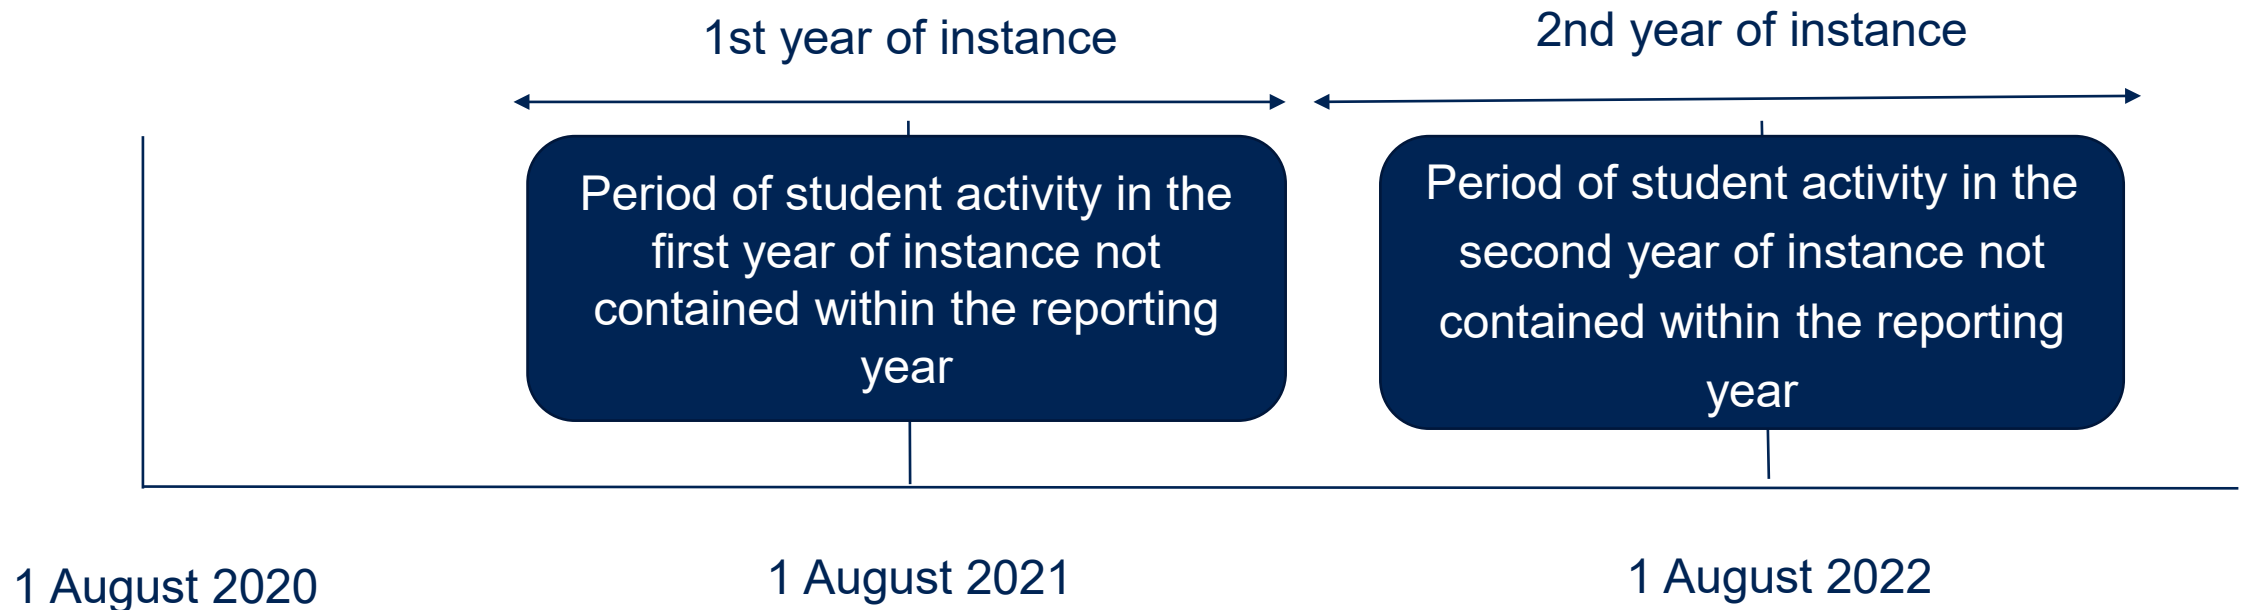 1st year of instance
2nd year of instance
Period of student activity in the
first year of instance not
contained within the reporting
year
Period of student activity in the
second year of instance not
contained within the reporting
year
1 August 2020
1 August 2021
1 August 2022